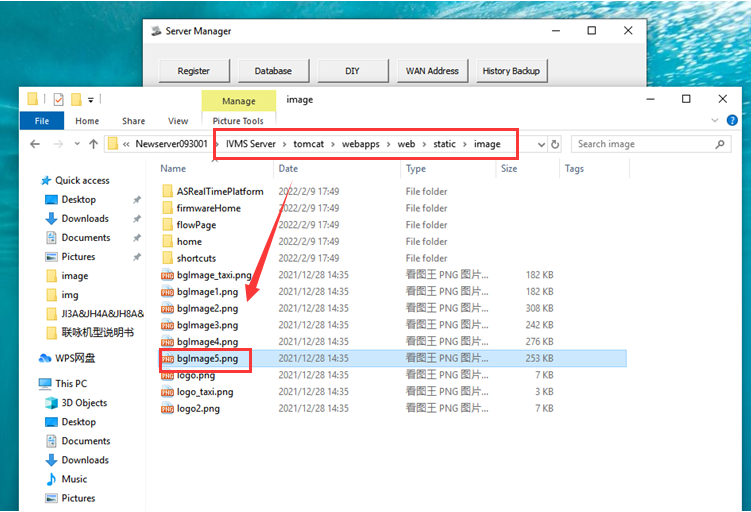 Server Manager
Register Database DIY WAN Address History Backup
Manage image
File Home Share View Picture Tools
« Newserver093001 › IVMS Server › tomcat › webapps › web › static › image Search image
Name Date Type Size Tags
Quick access
Desktop
Downloads
Documents
Pictures
image
img
JI3A&JH4A&JH8A&
联咏机型说明书
WPS网盘
This PC
3D Objects
Desktop
Documents
Downloads
Music
Pictures
ASRealTimePlatform 2022/2/9 17:49 File folder
firmwareHome 2022/2/9 17:49 File folder
flowPage 2022/2/9 17:49 File folder
home 2022/2/9 17:49 File folder
shortcuts 2022/2/9 17:49 File folder
bgImage_taxi.png 2021/12/28 14:35 看图王 PNG 图片... 182 KB
bgImage1.png 2021/12/28 14:35 看图王 PNG 图片... 182 KB
bgImage2.png 2021/12/28 14:35 看图王 PNG 图片... 308 KB
bgImage3.png 2021/12/28 14:35 看图王 PNG 图片... 242 KB
bgImage4.png 2021/12/28 14:35 看图王 PNG 图片... 276 KB
bgImage5.png 2021/12/28 14:35 看图王 PNG 图片... 253 KB
logo.png 2021/12/28 14:35 看图王 PNG 图片... 7 KB
logo_taxi.png 2021/12/28 14:35 看图王 PNG 图片... 3 KB
logo2.png 2021/12/28 14:35 看图王 PNG 图片... 7 KB